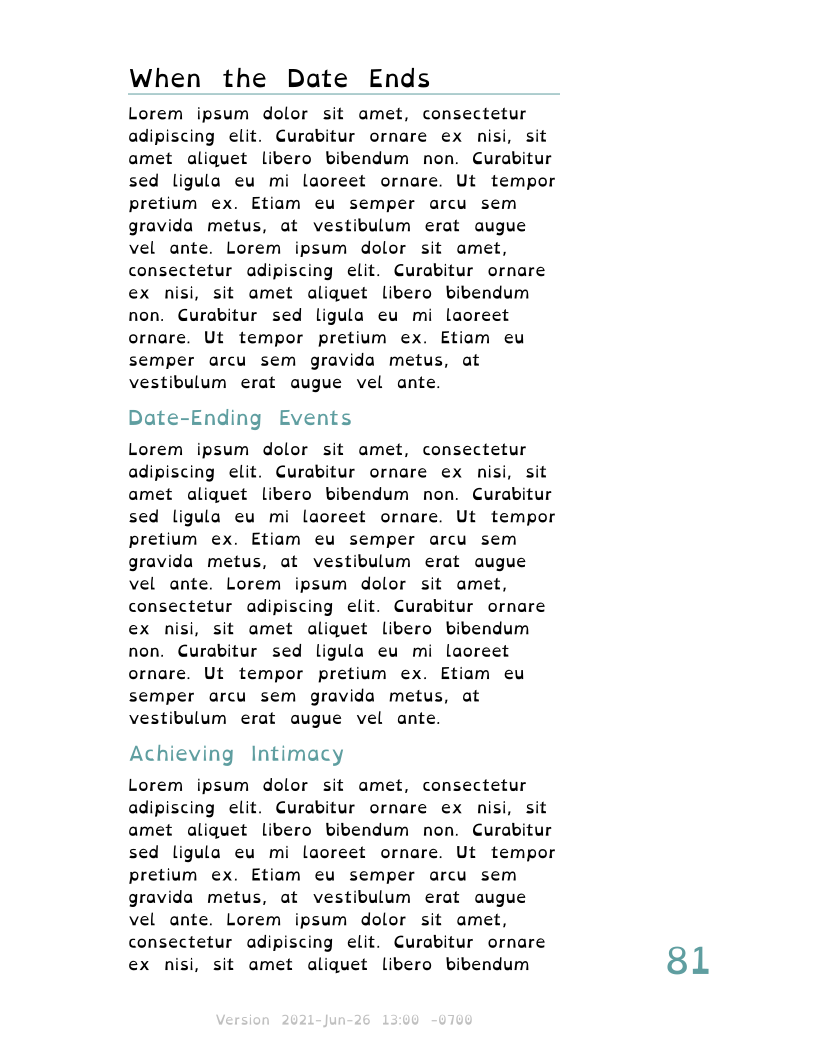 When the Date Ends
Lorem ipsum dolor sit amet, consectetur
adipiscing elit. Curabitur ornare ex nisi, sit
amet aliquet libero bibendum non. Curabitur
sed ligula eu mi laoreet ornare. Ut tempor
pretium ex. Etiam eu semper arcu sem
gravida metus, at vestibulum erat augue
vel ante. Lorem ipsum dolor sit amet,
consectetur adipiscing elit. Curabitur ornare
ex nisi, sit amet aliquet libero bibendum
non. Curabitur sed ligula eu mi laoreet
ornare. Ut tempor pretium ex. Etiam eu
semper arcu sem gravida metus, at
vestibulum erat augue vel ante.
Date-Ending Events
Lorem ipsum dolor sit amet, consectetur
adipiscing elit. Curabitur ornare ex nisi, sit
amet aliquet libero bibendum non. Curabitur
sed ligula eu mi laoreet ornare. Ut tempor
pretium ex. Etiam eu semper arcu sem
gravida metus, at vestibulum erat augue
vel ante. Lorem ipsum dolor sit amet,
consectetur adipiscing elit. Curabitur ornare
ex nisi, sit amet aliquet libero bibendum
non. Curabitur sed ligula eu mi laoreet
ornare. Ut tempor pretium ex. Etiam eu
semper arcu sem gravida metus, at
vestibulum erat augue vel ante.
Achieving Intimacy
Lorem ipsum dolor sit amet, consectetur
adipiscing elit. Curabitur ornare ex nisi, sit
amet aliquet libero bibendum non. Curabitur
sed ligula eu mi laoreet ornare. Ut tempor
pretium ex. Etiam eu semper arcu sem
gravida metus, at vestibulum erat augue
vel ante. Lorem ipsum dolor sit amet,
consectetur adipiscing elit. Curabitur ornare
ex nisi, sit amet aliquet libero bibendum
81
Version 2021-Jun-26 13:00 -0700